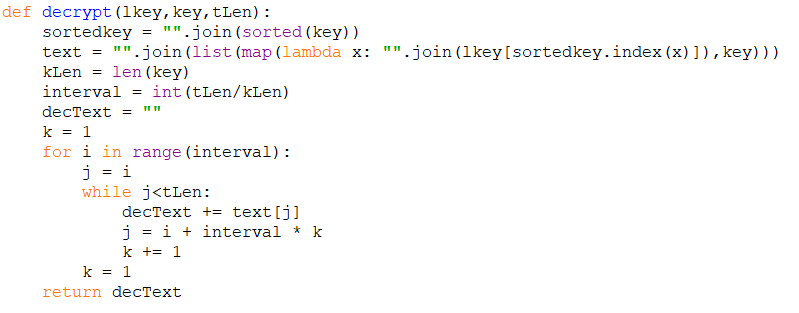 def decrypt(lkey,key,tLen):
    sortedkey = "".join(sorted(key))
    text = "".join(list(map(lambda x: "".join(lkey[sortedkey.index(x)]),key)))
    kLen = len(key)
    interval = int(tLen/kLen)
    decText = ""
    k = 1
    for i in range(interval):
        j = i
        while j<tLen:
            decText += text[j]
            j = i + interval * k
            k += 1
        k = 1
    return decText